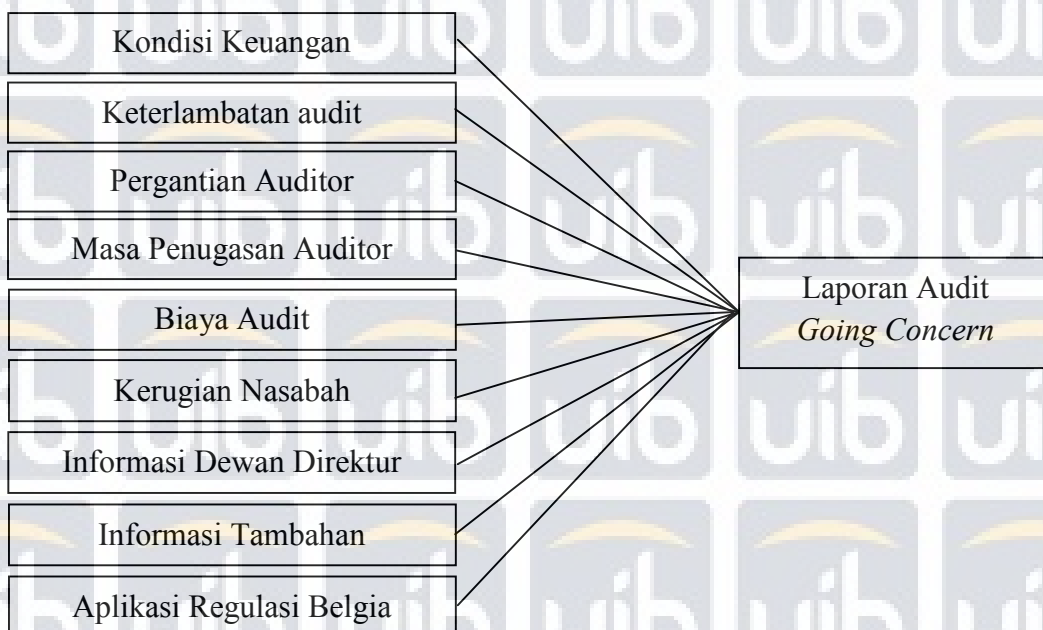 Kondisi Keuangan
Keterlambatan audit
Pergantian Auditor
Masa Penugasan Auditor
Biaya Audit
Kerugian Nasabah
Informasi Dewan Direktur
Informasi Tambahan
Aplikasi Regulasi Belgia
Laporan Audit
Going Concern